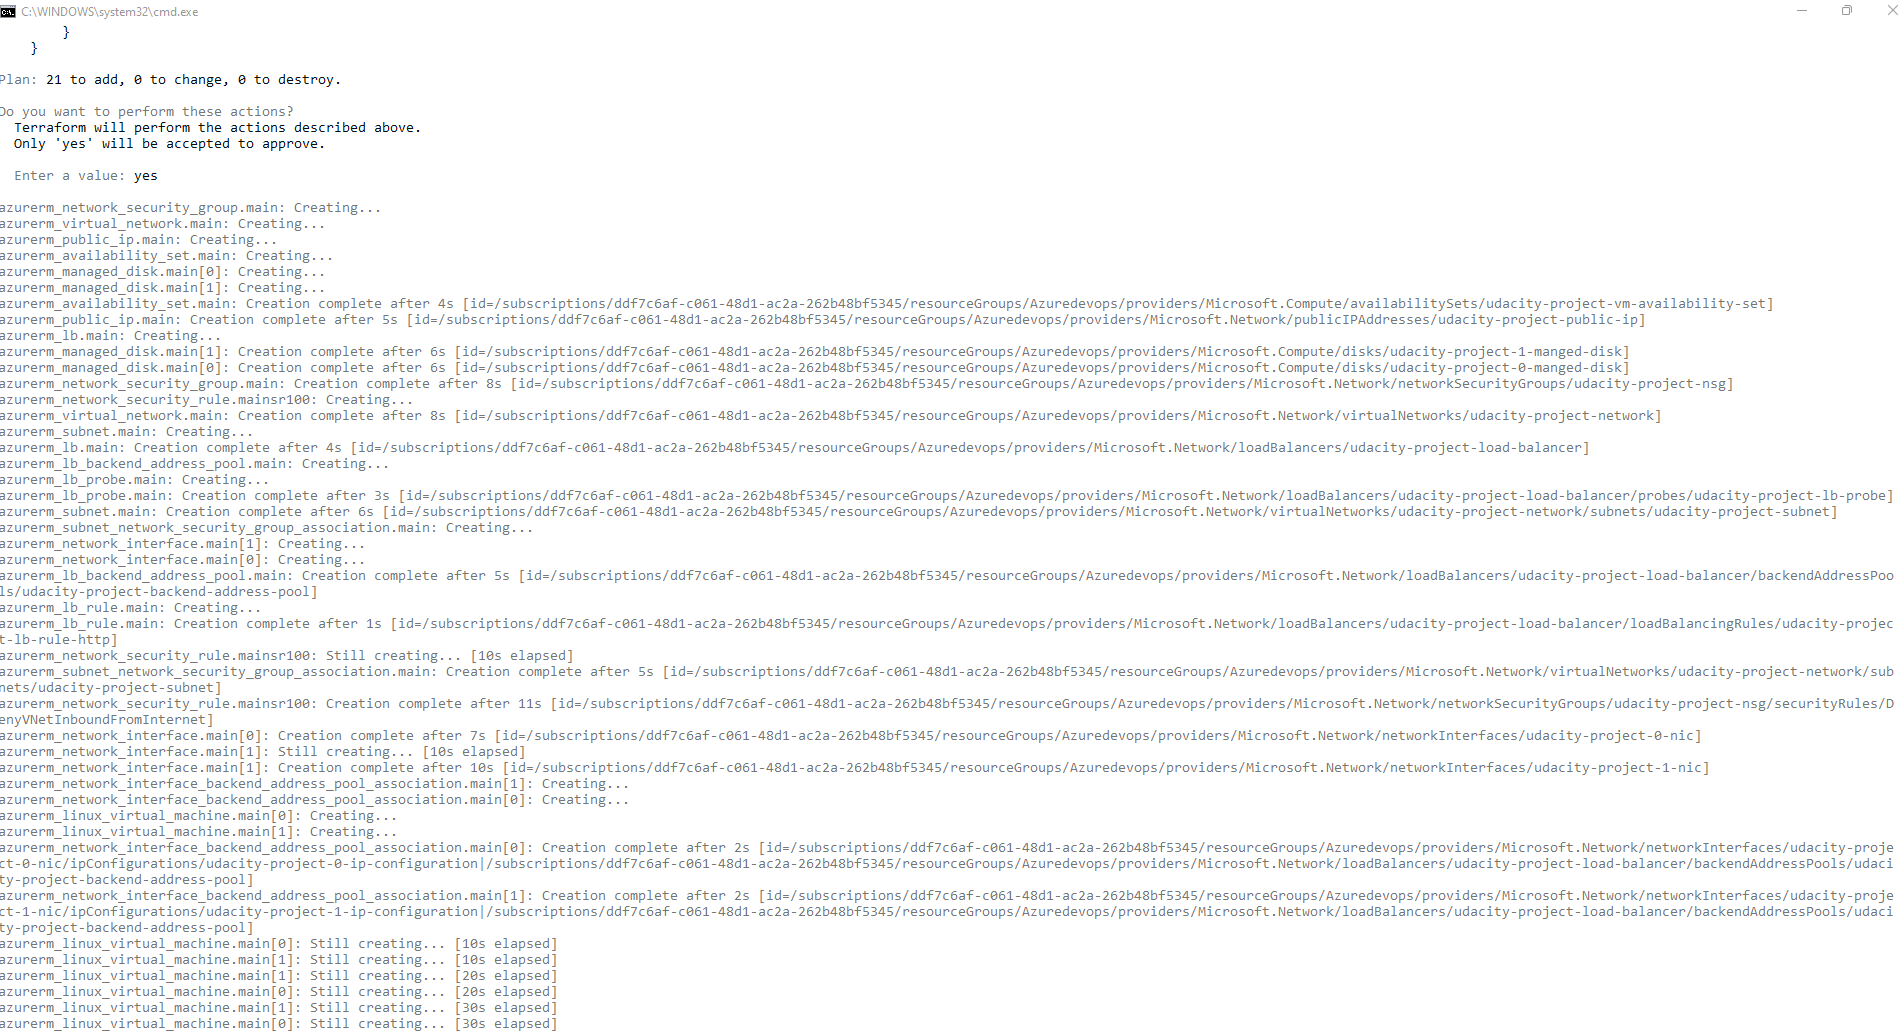 C:\WINDOWS\system32\cmd.exe
}
}
Plan: 21 to add, 0 to change, 0 to destroy.
Do you want to perform these actions?
Terraform will perform the actions described above.
Only 'yes' will be accepted to approve.
Enter a value: yes
azurerm_network_security_group.main: Creating...
azurerm_virtual_network.main: Creating...
azurerm_public_ip.main: Creating...
azurerm_availability_set.main: Creating...
azurerm_managed_disk.main[0]: Creating...
azurerm_managed_disk.main[1]: Creating...
azurerm_availability_set.main: Creation complete after 4s [id=/subscriptions/ddf7c6af-c061-48d1-ac2a-262b48bf5345/resourceGroups/Azuredevops/providers/Microsoft.Compute/availabilitySets/udacity-project-vm-availability-set]
azurerm_public_ip.main: Creation complete after 5s [id=/subscriptions/ddf7c6af-c061-48d1-ac2a-262b48bf5345/resourceGroups/Azuredevops/providers/Microsoft.Network/publicIPAddresses/udacity-project-public-ip]
azurerm_lb.main: Creating...
azurerm_managed_disk.main[1]: Creation complete after 6s [id=/subscriptions/ddf7c6af-c061-48d1-ac2a-262b48bf5345/resourceGroups/Azuredevops/providers/Microsoft.Compute/disks/udacity-project-1-manged-disk]
azurerm_managed_disk.main[0]: Creation complete after 6s [id=/subscriptions/ddf7c6af-c061-48d1-ac2a-262b48bf5345/resourceGroups/Azuredevops/providers/Microsoft.Compute/disks/udacity-project-0-manged-disk]
azurerm_network_security_group.main: Creation complete after 8s [id=/subscriptions/ddf7c6af-c061-48d1-ac2a-262b48bf5345/resourceGroups/Azuredevops/providers/Microsoft.Network/networkSecurityGroups/udacity-project-nsg]
azurerm_network_security_rule.mainsr100: Creating...
azurerm_virtual_network.main: Creation complete after 8s [id=/subscriptions/ddf7c6af-c061-48d1-ac2a-262b48bf5345/resourceGroups/Azuredevops/providers/Microsoft.Network/virtualNetworks/udacity-project-network]
azurerm_subnet.main: Creating...
azurerm_lb.main: Creation complete after 4s [id=/subscriptions/ddf7c6af-c061-48d1-ac2a-262b48bf5345/resourceGroups/Azuredevops/providers/Microsoft.Network/loadBalancers/udacity-project-load-balancer]
azurerm_lb_backend_address_pool.main: Creating...
azurerm_lb_probe.main: Creating...
azurerm_lb_probe.main: Creation complete after 3s [id=/subscriptions/ddf7c6af-c061-48d1-ac2a-262b48bf5345/resourceGroups/Azuredevops/providers/Microsoft.Network/loadBalancers/udacity-project-load-balancer/probes/udacity-project-lb-probe]
azurerm_subnet.main: Creation complete after 6s [id=/subscriptions/ddf7c6af-c061-48d1-ac2a-262b48bf5345/resourceGroups/Azuredevops/providers/Microsoft.Network/virtualNetworks/udacity-project-network/subnets/udacity-project-subnet]
azurerm_subnet_network_security_group_association.main: Creating...
azurerm_network_interface.main[1]: Creating...
azurerm_network_interface.main[0]: Creating...
azurerm_lb_backend_address_pool.main: Creation complete after 5s [id=/subscriptions/ddf7c6af-c061-48d1-ac2a-262b48bf5345/resourceGroups/Azuredevops/providers/Microsoft.Network/loadBalancers/udacity-project-load-balancer/backendAddressPoo
ls/udacity-project-backend-address-pool]
azurerm_lb_rule.main: Creating...
azurerm_lb_rule.main: Creation complete after 1s [id=/subscriptions/ddf7c6af-c061-48d1-ac2a-262b48bf5345/resourceGroups/Azuredevops/providers/Microsoft.Network/loadBalancers/udacity-project-load-balancer/loadBalancingRules/udacity-projec
t-lb-rule-http]
azurerm_network_security_rule.mainsr100: Still creating... [10s elapsed]
azurerm_subnet_network_security_group_association.main: Creation complete after 5s [id=/subscriptions/ddf7c6af-c061-48d1-ac2a-262b48bf5345/resourceGroups/Azuredevops/providers/Microsoft.Network/virtualNetworks/udacity-project-network/sub
nets/udacity-project-subnet]
azurerm_network_security_rule.mainsr100: Creation complete after 11s [id=/subscriptions/ddf7c6af-c061-48d1-ac2a-262b48bf5345/resourceGroups/Azuredevops/providers/Microsoft.Network/networkSecurityGroups/udacity-project-nsg/securityRules/D
enyVNetInboundFromInternet]
azurerm_network_interface.main[0]: Creation complete after 7s [id=/subscriptions/ddf7c6af-c061-48d1-ac2a-262b48bf5345/resourceGroups/Azuredevops/providers/Microsoft.Network/networkInterfaces/udacity-project-0-nic]
azurerm_network_interface.main[1]: Still creating... [10s elapsed]
azurerm_network_interface.main[1]: Creation complete after 10s [id=/subscriptions/ddf7c6af-c061-48d1-ac2a-262b48bf5345/resourceGroups/Azuredevops/providers/Microsoft.Network/networkInterfaces/udacity-project-1-nic]
azurerm_network_interface_backend_address_pool_association.main[1]: Creating...
azurerm_network_interface_backend_address_pool_association.main[0]: Creating...
azurerm_linux_virtual_machine.main[0]: Creating...
azurerm_linux_virtual_machine.main[1]: Creating...
azurerm_network_interface_backend_address_pool_association.main[0]: Creation complete after 2s [id=/subscriptions/ddf7c6af-c061-48d1-ac2a-262b48bf5345/resourceGroups/Azuredevops/providers/Microsoft.Network/networkInterfaces/udacity-proje
ct-0-nic/ipConfigurations/udacity-project-0-ip-configuration|/subscriptions/ddf7c6af-c061-48d1-ac2a-262b48bf5345/resourceGroups/Azuredevops/providers/Microsoft.Network/loadBalancers/udacity-project-load-balancer/backendAddressPools/udaci
ty-project-backend-address-pool]
azurerm_network_interface_backend_address_pool_association.main[1]: Creation complete after 2s [id=/subscriptions/ddf7c6af-c061-48d1-ac2a-262b48bf5345/resourceGroups/Azuredevops/providers/Microsoft.Network/networkInterfaces/udacity-proje
ct-1-nic/ipConfigurations/udacity-project-1-ip-configuration|/subscriptions/ddf7c6af-c061-48d1-ac2a-262b48bf5345/resourceGroups/Azuredevops/providers/Microsoft.Network/loadBalancers/udacity-project-load-balancer/backendAddressPools/udaci
ty-project-backend-address-pool]
azurerm_linux_virtual_machine.main[0]: Still creating... [10s elapsed]
azurerm_linux_virtual_machine.main[1]: Still creating... [10s elapsed]
azurerm_linux_virtual_machine.main[1]: Still creating... [20s elapsed]
azurerm_linux_virtual_machine.main[0]: Still creating... [20s elapsed]
azurerm_linux_virtual_machine.main[1]: Still creating... [30s elapsed]
azurerm_linux_virtual_machine.main[0]: Still creating... [30s elapsed]